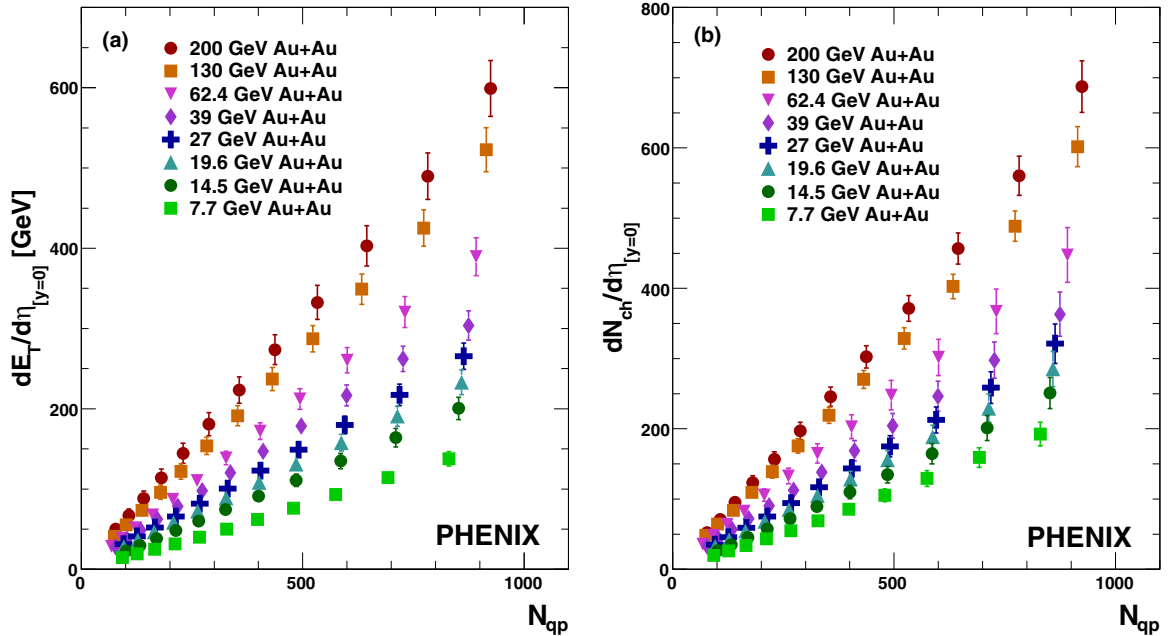 (a)
200 GeV Au+Au
130 GeV Au+Au
62.4 GeV Au+Au
39 GeV Au+Au
27 GeV Au+Au
19.6 GeV Au+Au
14.5 GeV Au+Au
7.7 GeV Au+Au
PHENIX
dE_T/dη_[y=0] [GeV]
600
400
200
0
0
500
1000
N_qp
(b)
200 GeV Au+Au
130 GeV Au+Au
62.4 GeV Au+Au
39 GeV Au+Au
27 GeV Au+Au
19.6 GeV Au+Au
14.5 GeV Au+Au
7.7 GeV Au+Au
PHENIX
dN_ch/dη_[y=0]
800
600
400
200
0
0
500
1000
N_qp